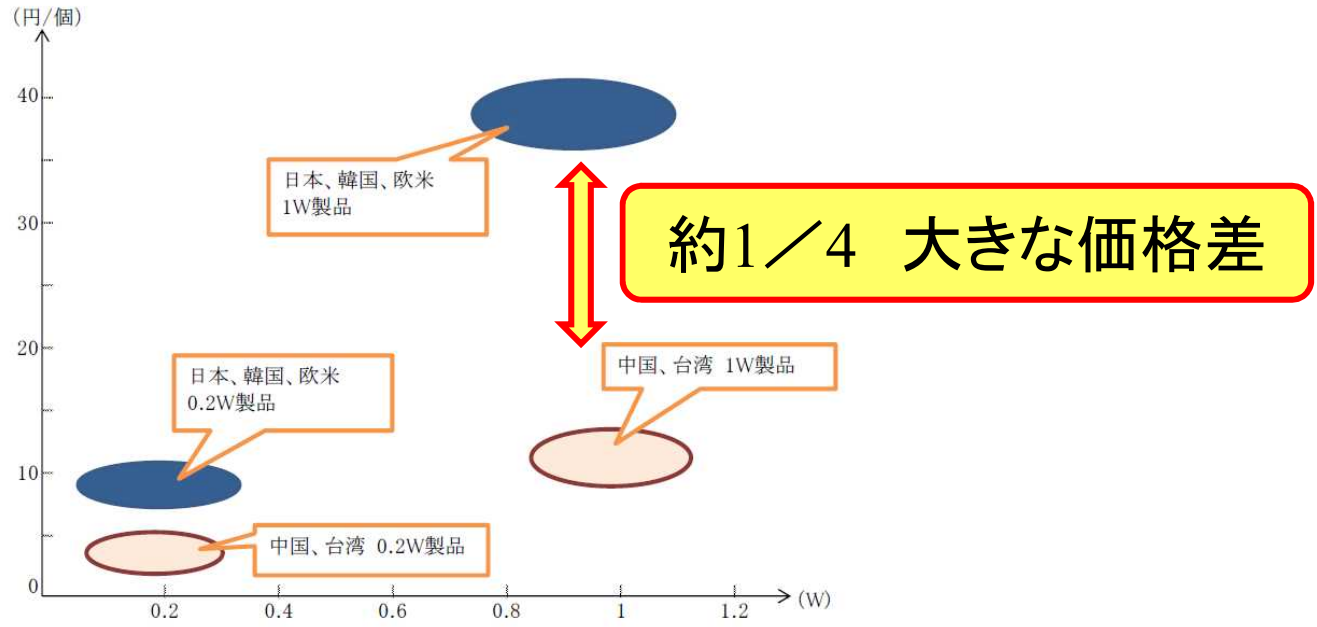 (円/個)
40
30
20
10
0
日本、韓国、欧米
1W製品
約1／4　大きな価格差
中国、台湾 1W製品
日本、韓国、欧米
0.2W製品
中国、台湾 0.2W製品
0.2
0.4
0.6
0.8
1
1.2
(W)